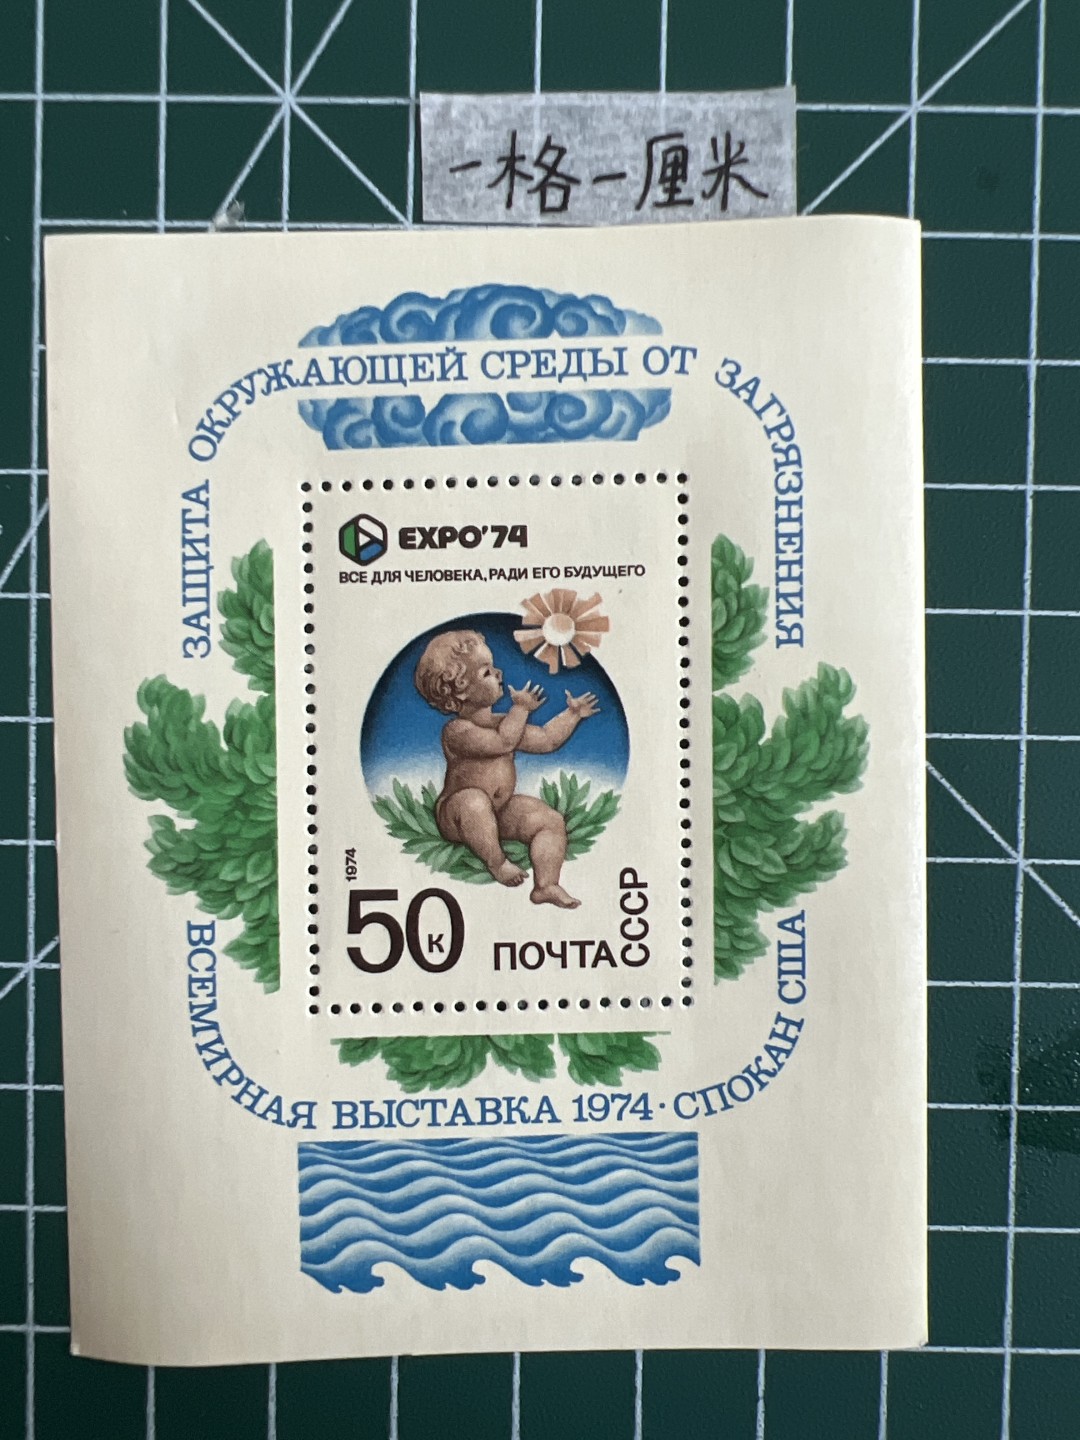 一格一厘米
ЗАЩИТА ОКРУЖАЮЩЕЙ СРЕДЫ ОТ ЗАГРЯЗНЕНИЯ
EXPO'74
ВСЕ ДЛЯ ЧЕЛОВЕКА, РАДИ ЕГО БУДУЩЕГО
1974
50 к
ПОЧТА СССР
ВСЕМИРНАЯ ВЫСТАВКА 1974 · СПОКАН США